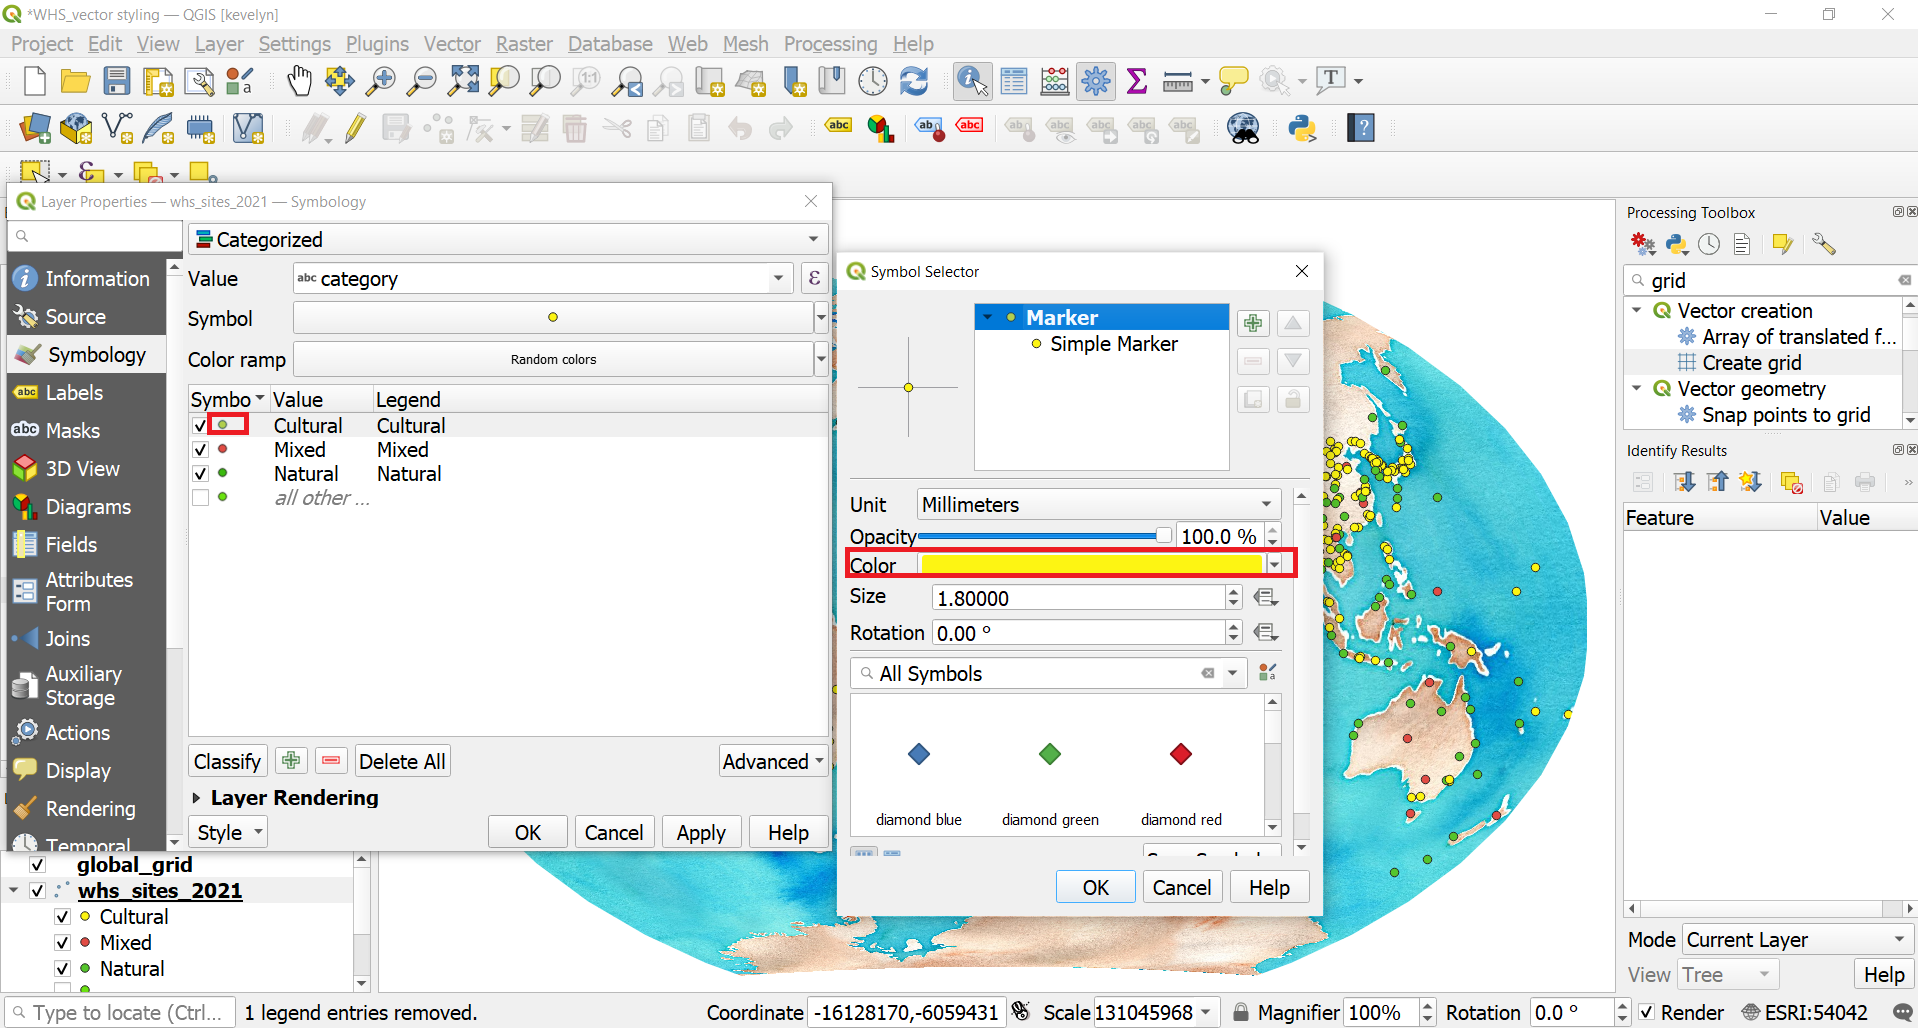 *WHS_vector styling — QGIS [kevelyn]
Project Edit View Layer Settings Plugins Vector Raster Database Web Mesh Processing Help
Layer Properties — whs_sites_2021 — Symbology
Information
Source
Symbology
Labels
Masks
3D View
Diagrams
Fields
Attributes
Form
Joins
Auxiliary
Storage
Actions
Display
Rendering
Temporal
Categorized
Value abc category
Symbol
Color ramp Random colors
Symbo Value Legend
Cultural Cultural
Mixed Mixed
Natural Natural
all other ...
Classify Delete All Advanced
Layer Rendering
Style OK Cancel Apply Help
global_grid
whs_sites_2021
Cultural
Mixed
Natural
Symbol Selector
Marker
Simple Marker
Unit Millimeters
Opacity 100.0 %
Color
Size 1.80000
Rotation 0.00 °
All Symbols
diamond blue diamond green diamond red
OK Cancel Help
Processing Toolbox
grid
Vector creation
Array of translated f...
Create grid
Vector geometry
Snap points to grid
Identify Results
Feature Value
Mode Current Layer
View Tree Help
Type to locate (Ctrl... 1 legend entries removed. Coordinate -16128170,-6059431 Scale 131045968 Magnifier 100% Rotation 0.0 ° Render ESRI:54042